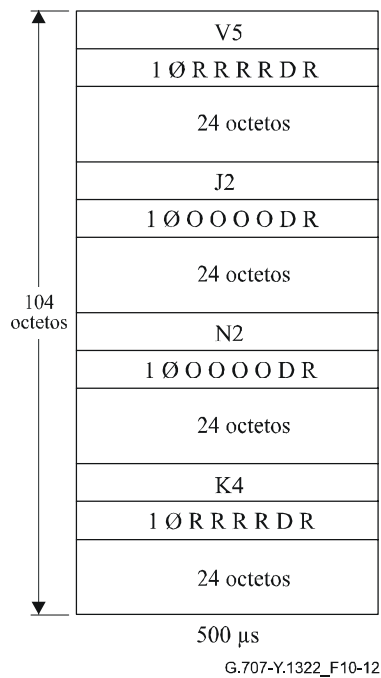 V5
1 Ø R R R R D R
24 octetos
J2
1 Ø O O O O D R
24 octetos
104
octetos
N2
1 Ø O O O O D R
24 octetos
K4
1 Ø R R R R D R
24 octetos
500 µs
G.707-Y.1322_F10-12